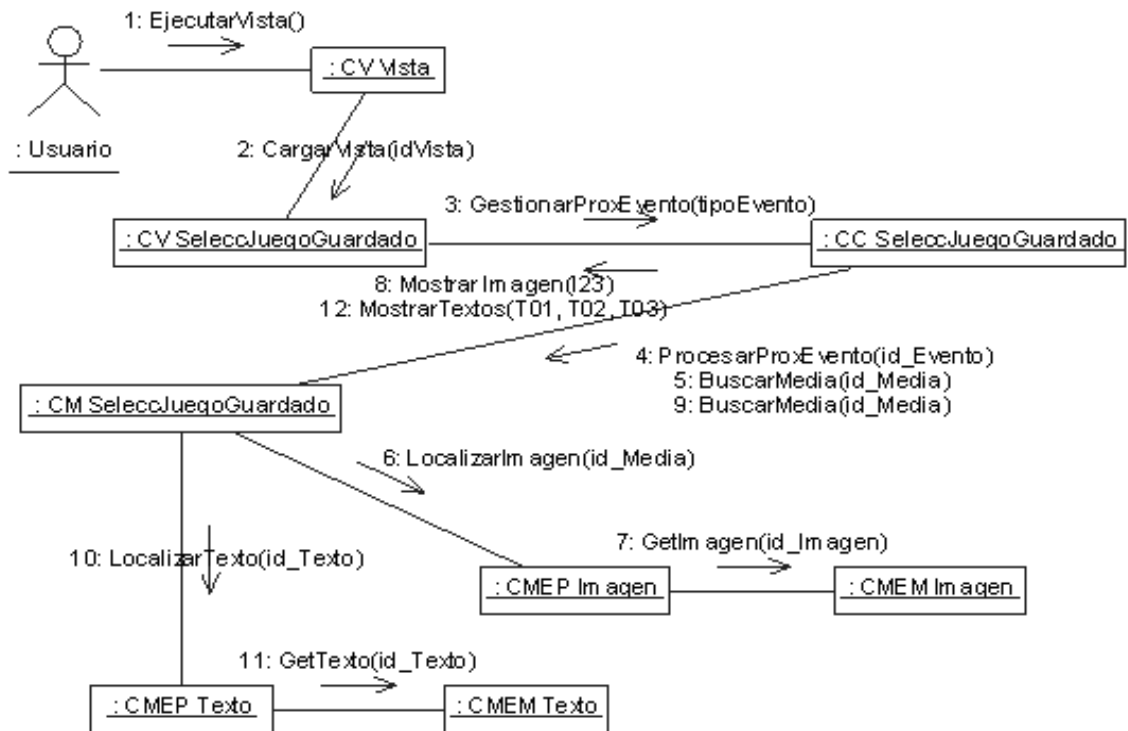 1: EjecutarVista()
: CV Vista
: Usuario
2: CargarVista(idVista)
3: GestionarProxEvento(tipoEvento)
: CV SeleccJuegoGuardado
: CC SeleccJuegoGuardado
8: MostrarImagen(I23)
12: MostrarTextos(T01, T02, T03)
4: ProcesarProxEvento(id_Evento)
5: BuscarMedia(id_Media)
9: BuscarMedia(id_Media)
: CM SeleccJuegoGuardado
6: LocalizarImagen(id_Media)
10: LocalizarTexto(id_Texto)
7: GetImagen(id_Imagen)
: CMEP Imagen
: CMEM Imagen
11: GetTexto(id_Texto)
: CMEP Texto
: CMEM Texto